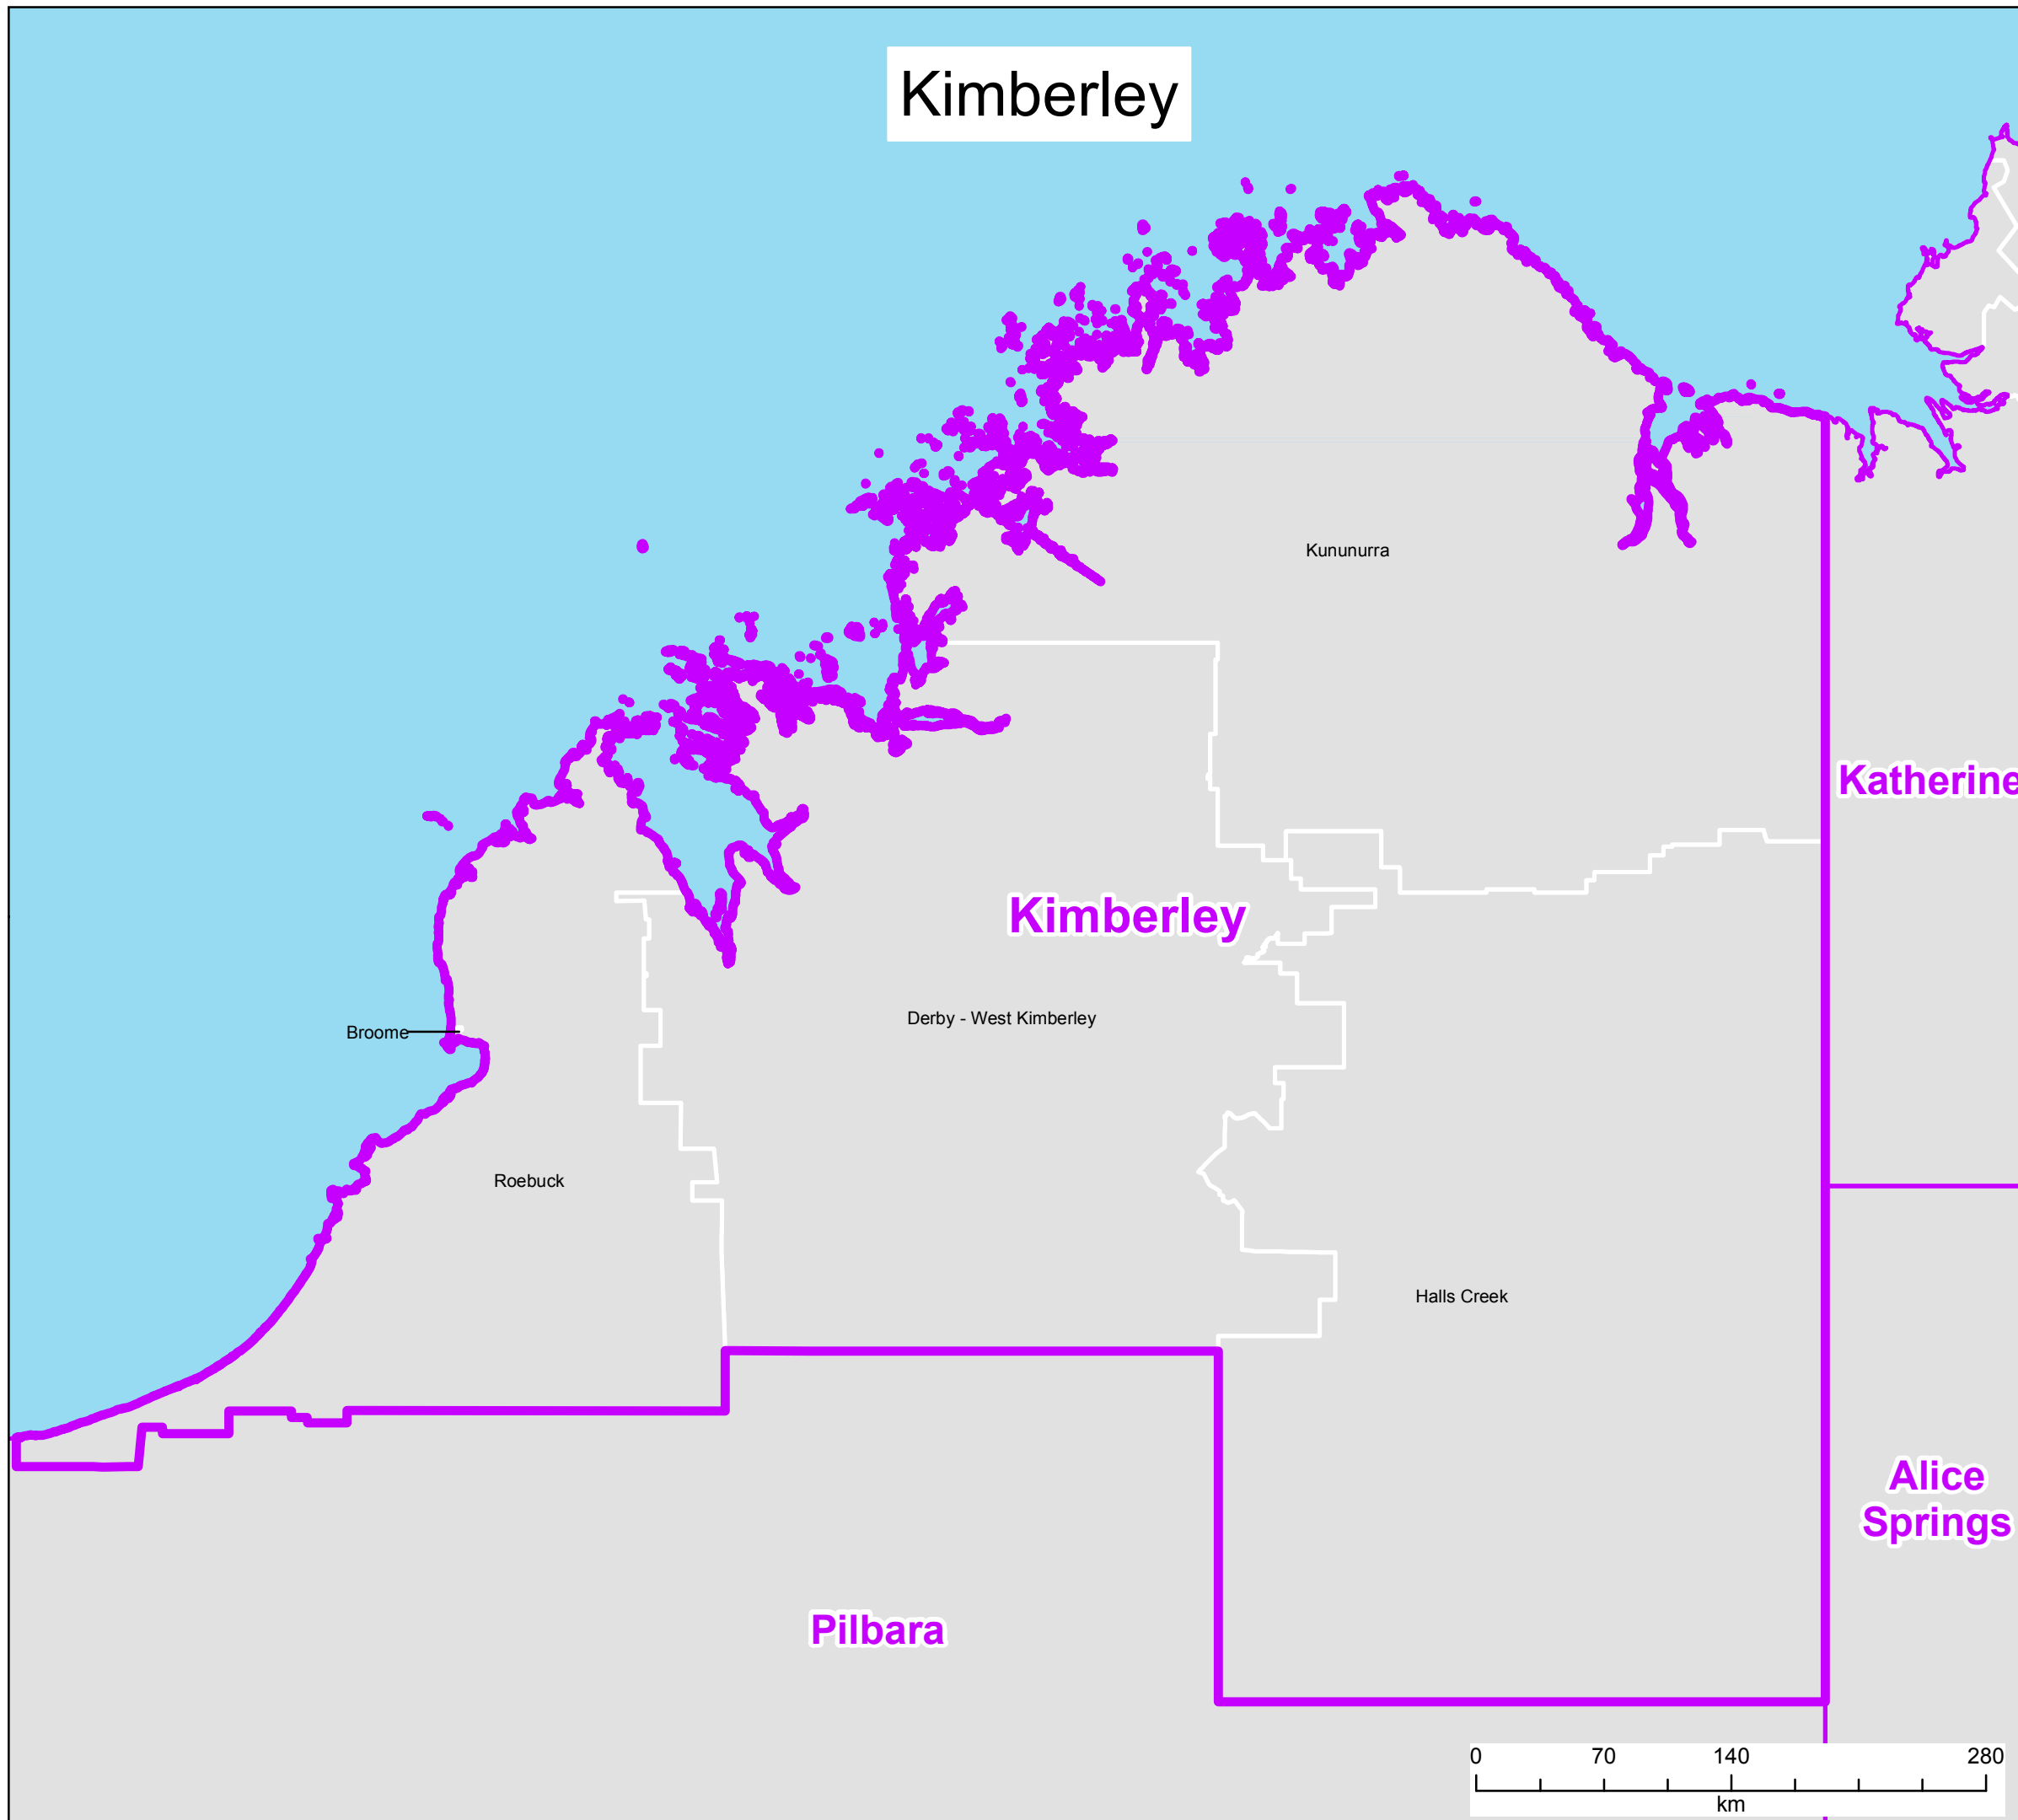 Kimberley
Kununurra
Katherine
Kimberley
Derby - West Kimberley
Broome
Roebuck
Halls Creek
Alice
Springs
Pilbara
0 70 140 280
km